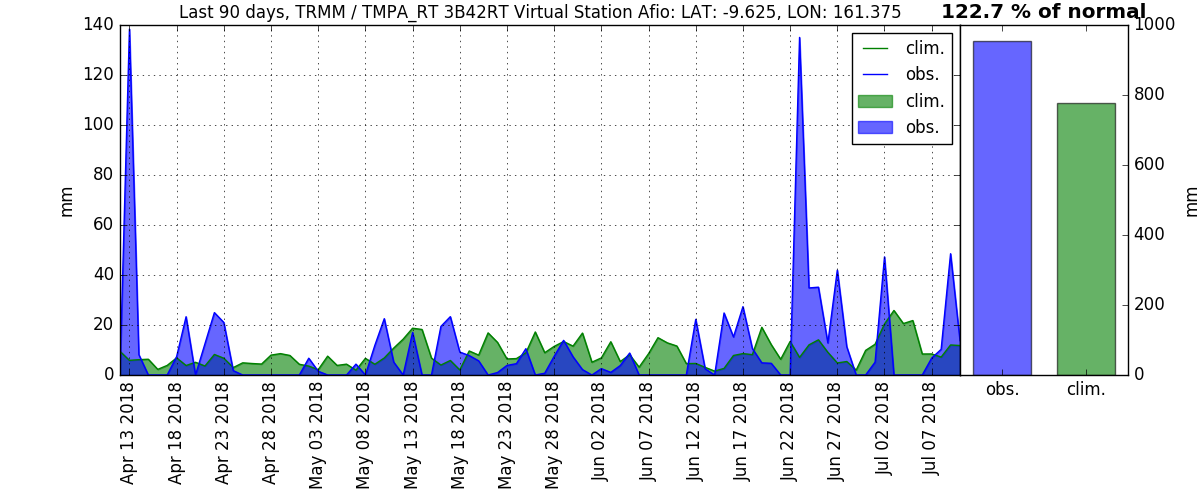 Last 90 days, TRMM / TMPA_RT 3B42RT Virtual Station Afio: LAT: -9.625, LON: 161.375
122.7 % of normal
140
120
100
80
60
40
20
0
mm
clim.
obs.
clim.
obs.
1000
800
600
400
200
0
mm
obs.
clim.
Apr 13 2018
Apr 18 2018
Apr 23 2018
Apr 28 2018
May 03 2018
May 08 2018
May 13 2018
May 18 2018
May 23 2018
May 28 2018
Jun 02 2018
Jun 07 2018
Jun 12 2018
Jun 17 2018
Jun 22 2018
Jun 27 2018
Jul 02 2018
Jul 07 2018